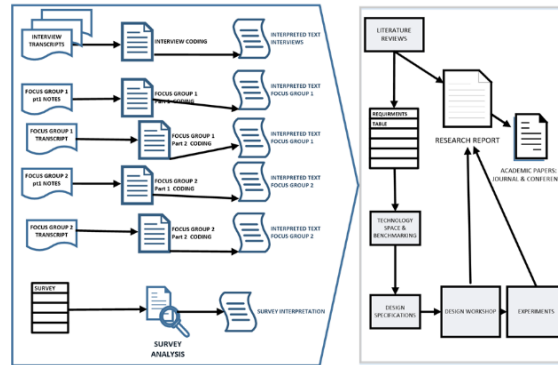 INTERVIEW
TRANSCRIPTS
INTERVIEW CODING
INTERPRETED TEXT
INTERVIEWS
FOCUS GROUP 1
pt1 NOTES
FOCUS GROUP 1
Part 1 CODING
INTERPRETED TEXT
FOCUS GROUP 1
FOCUS GROUP 1
TRANSCRIPT
FOCUS GROUP 1
Part 2 CODING
INTERPRETED TEXT
FOCUS GROUP 1
FOCUS GROUP 2
pt1 NOTES
FOCUS GROUP 2
Part 1 CODING
INTERPRETED TEXT
FOCUS GROUP 2
FOCUS GROUP 2
TRANSCRIPT
FOCUS GROUP 2
Part 2 CODING
INTERPRETED TEXT
FOCUS GROUP 2
SURVEY
SURVEY
ANALYSIS
SURVEY INTERPRETATION
LITERATURE
REVIEWS
REQUIRMENTS
TABLE
RESEARCH REPORT
ACADEMIC PAPERS:
JOURNAL & CONFEREN
TECHNOLOGY
SPACE &
BENCHMARKING
DESIGN
SPECIFICATIONS
DESIGN WORKSHOP
EXPERIMENTS